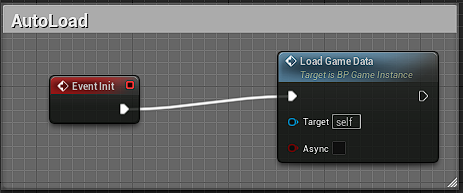 AutoLoad
Event Init
Load Game Data
Target is BP Game Instance
Target self
Async